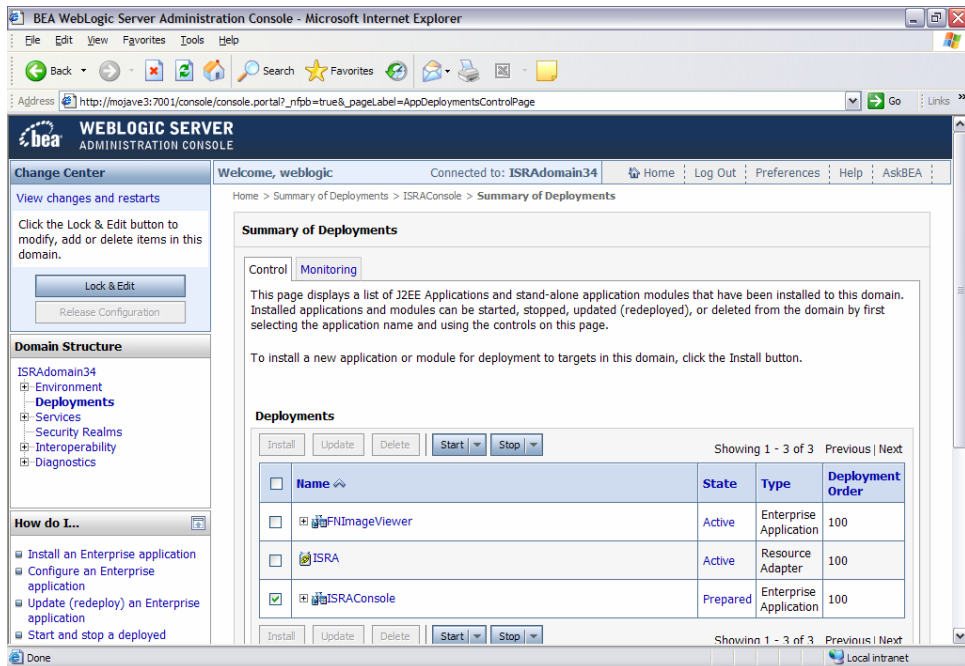 BEA WebLogic Server Administration Console - Microsoft Internet Explorer
File Edit View Favorites Tools Help
Back Search Favorites
Address http://mojave3:7001/console/console.portal?_nfpb=true&_pageLabel=AppDeploymentsControlPage Go Links
bea WEBLOGIC SERVER
ADMINISTRATION CONSOLE
Change Center
View changes and restarts
Click the Lock & Edit button to
modify, add or delete items in this
domain.
Lock & Edit
Release Configuration
Domain Structure
ISRAdomain34
Environment
Deployments
Services
Security Realms
Interoperability
Diagnostics
How do I...
Install an Enterprise application
Configure an Enterprise
application
Update (redeploy) an Enterprise
application
Start and stop a deployed
Welcome, weblogic Connected to: ISRAdomain34 Home Log Out Preferences Help AskBEA
Home > Summary of Deployments > ISRAConsole > Summary of Deployments
Summary of Deployments
Control Monitoring
This page displays a list of J2EE Applications and stand-alone application modules that have been installed to this domain.
Installed applications and modules can be started, stopped, updated (redeployed), or deleted from the domain by first
selecting the application name and using the controls on this page.
To install a new application or module for deployment to targets in this domain, click the Install button.
Deployments
Install Update Delete Start Stop Showing 1 - 3 of 3 Previous | Next
Name State Type Deployment
Order
FNImageViewer Active Enterprise
Application 100
ISRA Active Resource
Adapter 100
ISRAConsole Prepared Enterprise
Application 100
Install Update Delete Start Stop Showing 1 - 3 of 3 Previous | Next
Done Local intranet